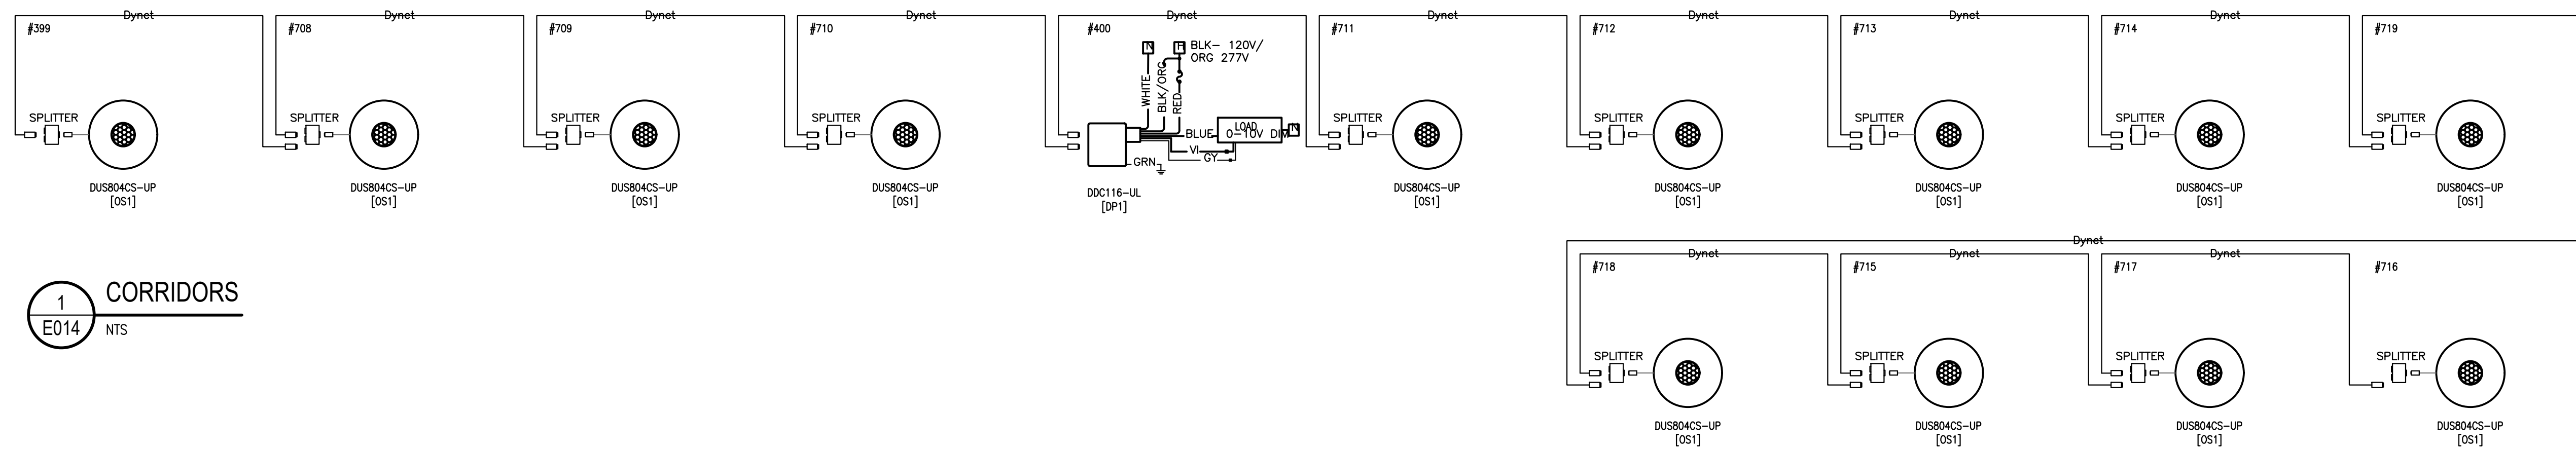 Dynet Dynet Dynet Dynet Dynet Dynet Dynet Dynet Dynet
#399 #708 #709 #710 #400 #711 #712 #713 #714 #719
N H BLK- 120V/
ORG 277V
WHITE
BLK/ORG
RED
SPLITTER SPLITTER SPLITTER SPLITTER SPLITTER SPLITTER SPLITTER SPLITTER SPLITTER
LOAD
BLUE 0-10V DIM N
VI
GY
GRN
DUS804CS-UP DUS804CS-UP DUS804CS-UP DUS804CS-UP DDC116-UL DUS804CS-UP DUS804CS-UP DUS804CS-UP DUS804CS-UP DUS804CS-UP
[OS1] [OS1] [OS1] [OS1] [DP1] [OS1] [OS1] [OS1] [OS1] [OS1]
Dynet
Dynet Dynet Dynet
#718 #715 #717 #716
1 CORRIDORS
E014 NTS
SPLITTER SPLITTER SPLITTER SPLITTER
DUS804CS-UP DUS804CS-UP DUS804CS-UP DUS804CS-UP
[OS1] [OS1] [OS1] [OS1]